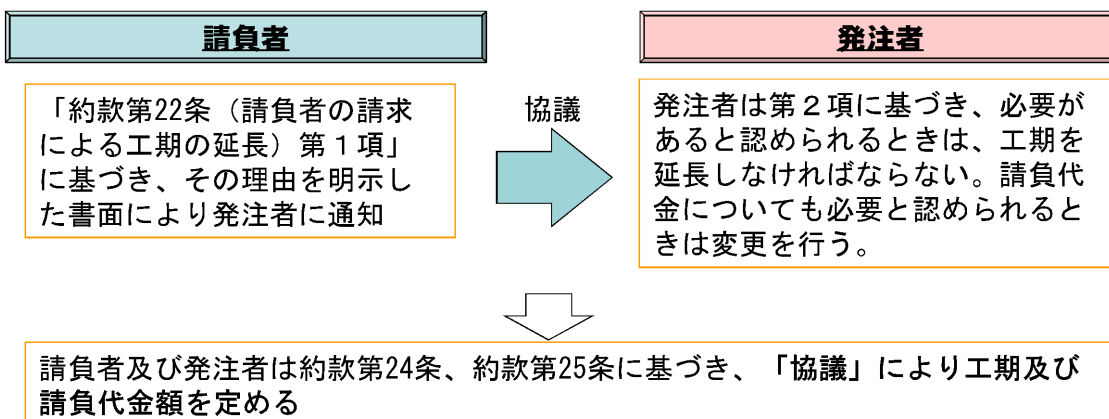 請負者
発注者
「約款第22条（請負者の請求
による工期の延長）第１項」
に基づき、その理由を明示し
た書面により発注者に通知
協議
発注者は第２項に基づき、必要が
あると認められるときは、工期を
延長しなければならない。請負代
金についても必要と認められると
きは変更を行う。
請負者及び発注者は約款第24条、約款第25条に基づき、「協議」により工期及び
請負代金額を定める